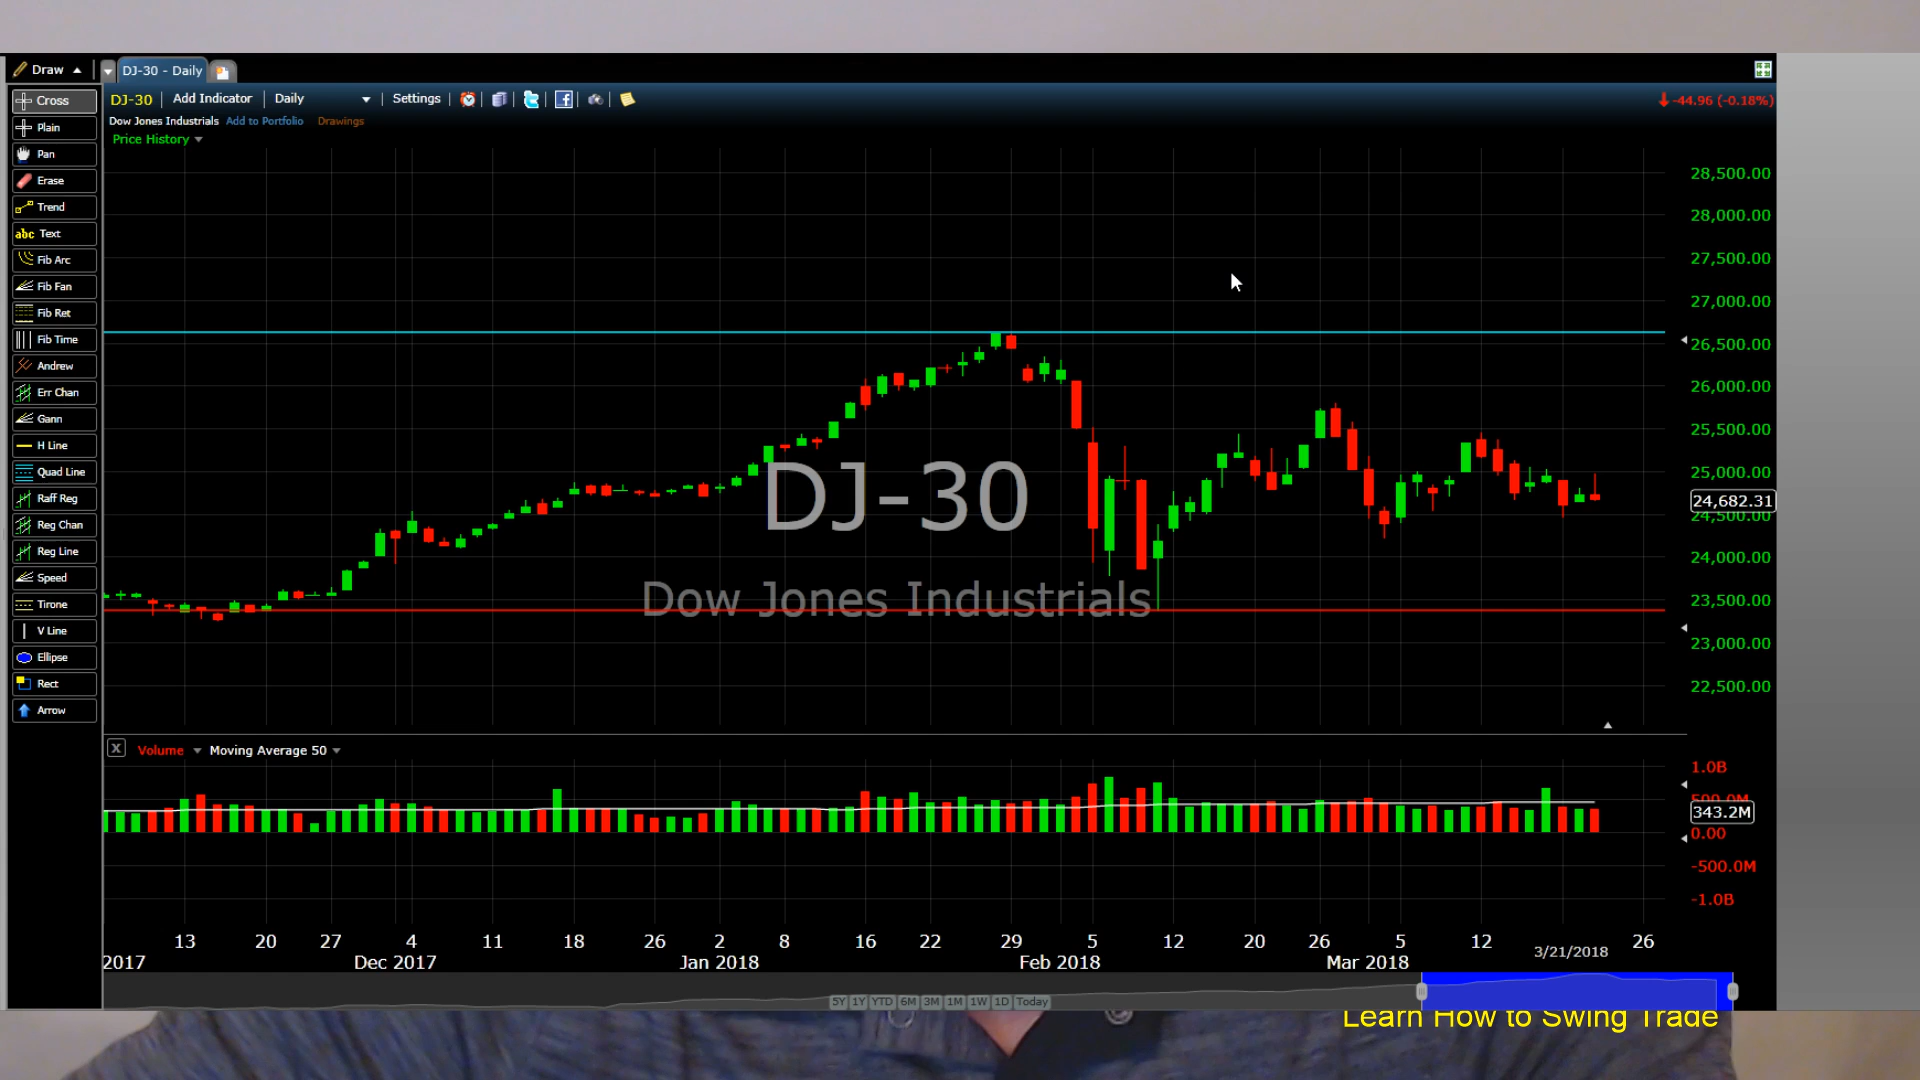 Draw
DJ-30 - Daily
DJ-30
Add Indicator
Daily
Settings
-44.96 (-0.18%)
Dow Jones Industrials Add to Portfolio Drawings
Price History
Cross
Plain
Pan
Erase
Trend
abc Text
Fib Arc
Fib Fan
Fib Ret
Fib Time
Andrew
Err Chan
Gann
H Line
Quad Line
Raff Reg
Reg Chan
Reg Line
Speed
Tirone
V Line
Ellipse
Rect
Arrow
28,500.00
28,000.00
27,500.00
27,000.00
26,500.00
26,000.00
25,500.00
25,000.00
24,682.31
24,500.00
24,000.00
23,500.00
23,000.00
22,500.00
DJ-30
Dow Jones Industrials
X Volume Moving Average 50
1.0B
500.0M
343.2M
0.00
-500.0M
-1.0B
13 20 27 4 11 18 26 2 8 16 22 29 5 12 20 26 5 12 3/21/2018 26
2017 Dec 2017 Jan 2018 Feb 2018 Mar 2018
5Y 1Y YTD 6M 3M 1M 1W 1D Today
Learn How to Swing Trade